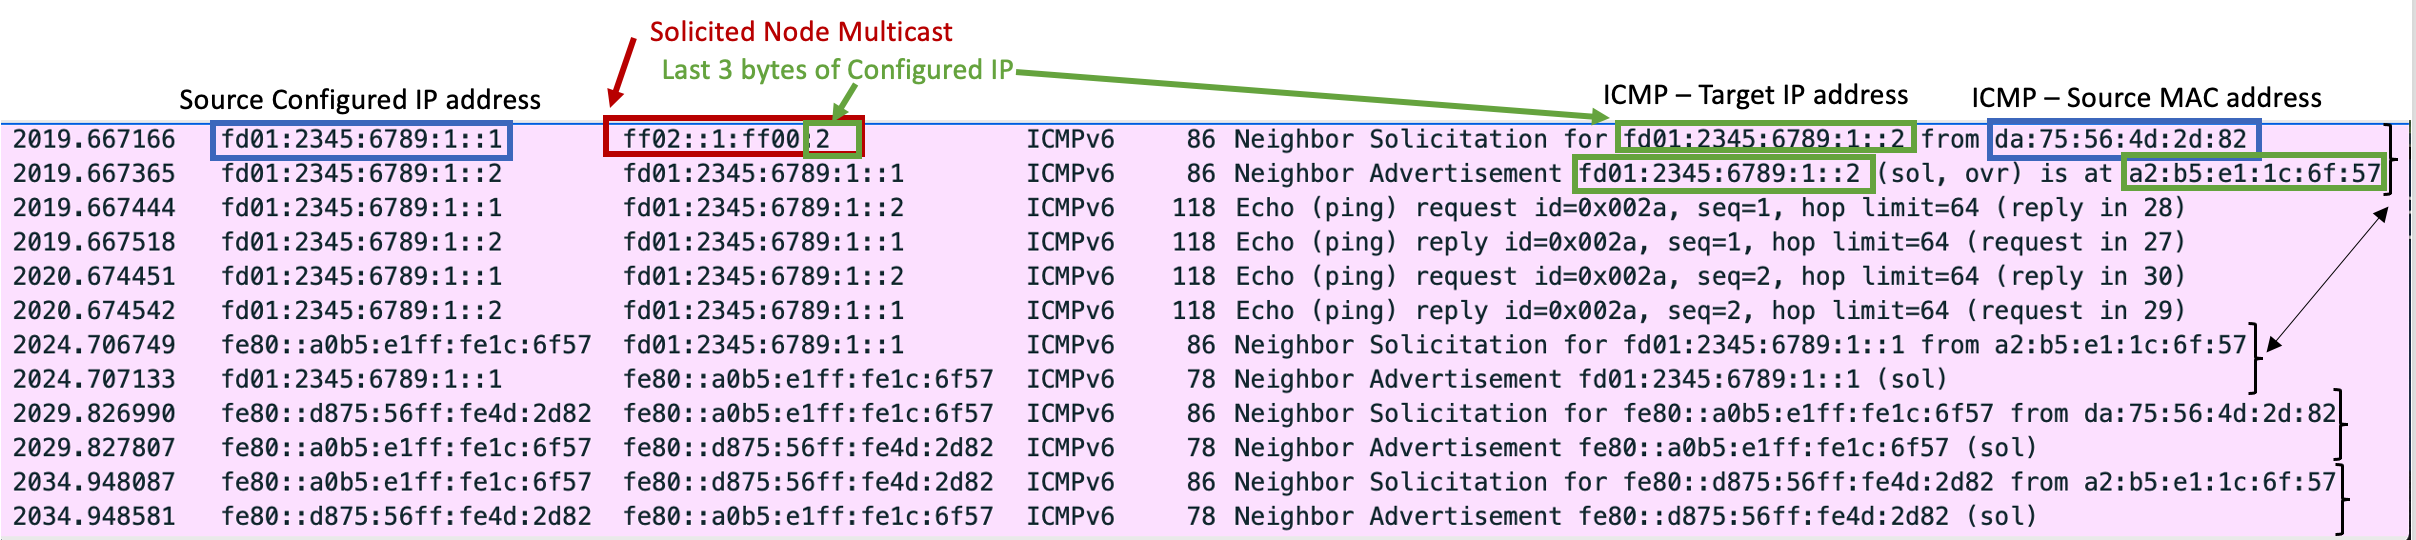 Solicited Node Multicast
Last 3 bytes of Configured IP
Source Configured IP address
ICMP – Target IP address
ICMP – Source MAC address
2019.667166 fd01:2345:6789:1::1 ff02::1:ff00:2 ICMPv6 86 Neighbor Solicitation for fd01:2345:6789:1::2 from da:75:56:4d:2d:82
2019.667365 fd01:2345:6789:1::2 fd01:2345:6789:1::1 ICMPv6 86 Neighbor Advertisement fd01:2345:6789:1::2 (sol, ovr) is at a2:b5:e1:1c:6f:57
2019.667444 fd01:2345:6789:1::1 fd01:2345:6789:1::2 ICMPv6 118 Echo (ping) request id=0x002a, seq=1, hop limit=64 (reply in 28)
2019.667518 fd01:2345:6789:1::2 fd01:2345:6789:1::1 ICMPv6 118 Echo (ping) reply id=0x002a, seq=1, hop limit=64 (request in 27)
2020.674451 fd01:2345:6789:1::1 fd01:2345:6789:1::2 ICMPv6 118 Echo (ping) request id=0x002a, seq=2, hop limit=64 (reply in 30)
2020.674542 fd01:2345:6789:1::2 fd01:2345:6789:1::1 ICMPv6 118 Echo (ping) reply id=0x002a, seq=2, hop limit=64 (request in 29)
2024.706749 fe80::a0b5:e1ff:fe1c:6f57 fd01:2345:6789:1::1 ICMPv6 86 Neighbor Solicitation for fd01:2345:6789:1::1 from a2:b5:e1:1c:6f:57
2024.707133 fd01:2345:6789:1::1 fe80::a0b5:e1ff:fe1c:6f57 ICMPv6 78 Neighbor Advertisement fd01:2345:6789:1::1 (sol)
2029.826990 fe80::d875:56ff:fe4d:2d82 fe80::a0b5:e1ff:fe1c:6f57 ICMPv6 86 Neighbor Solicitation for fe80::a0b5:e1ff:fe1c:6f57 from da:75:56:4d:2d:82
2029.827807 fe80::a0b5:e1ff:fe1c:6f57 fe80::d875:56ff:fe4d:2d82 ICMPv6 78 Neighbor Advertisement fe80::a0b5:e1ff:fe1c:6f57 (sol)
2034.948087 fe80::a0b5:e1ff:fe1c:6f57 fe80::d875:56ff:fe4d:2d82 ICMPv6 86 Neighbor Solicitation for fe80::d875:56ff:fe4d:2d82 from a2:b5:e1:1c:6f:57
2034.948581 fe80::d875:56ff:fe4d:2d82 fe80::a0b5:e1ff:fe1c:6f57 ICMPv6 78 Neighbor Advertisement fe80::d875:56ff:fe4d:2d82 (sol)